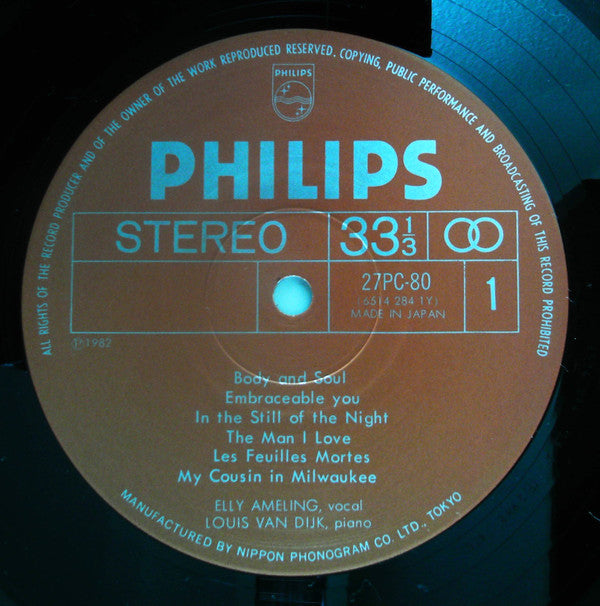 ALL RIGHTS OF THE RECORD PRODUCER AND OF THE OWNER OF THE WORK REPRODUCED RESERVED. COPYING, PUBLIC PERFORMANCE AND BROADCASTING OF THIS RECORD PROHIBITED
PHILIPS
PHILIPS
STEREO 33 1/3
27PC-80 1
(6514 284 1Y)
MADE IN JAPAN
℗1982
Body and Soul
Embraceable you
In the Still of the Night
The Man I Love
Les Feuilles Mortes
My Cousin in Milwaukee
ELLY AMELING, vocal
LOUIS VAN DIJK, piano
MANUFACTURED BY NIPPON PHONOGRAM CO. LTD., TOKYO